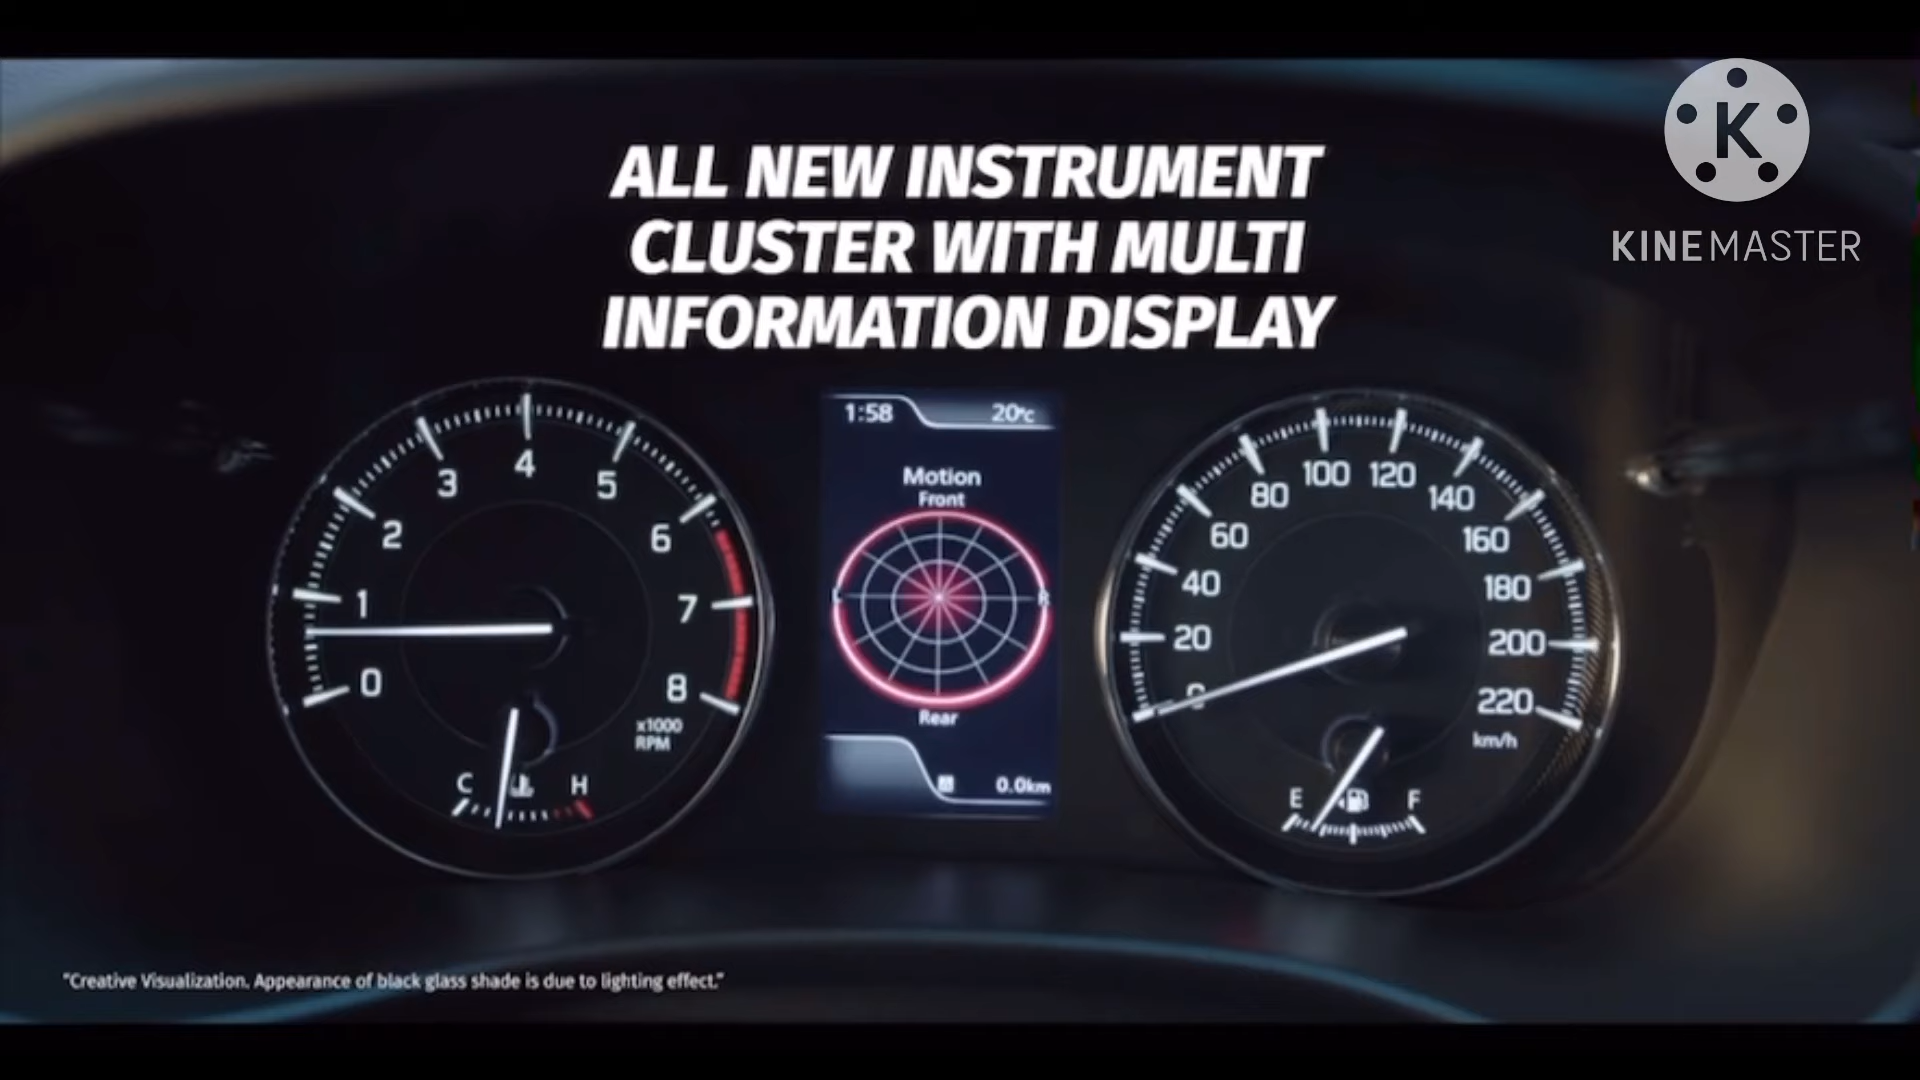 K
KINEMASTER
ALL NEW INSTRUMENT
CLUSTER WITH MULTI
INFORMATION DISPLAY
1:58 20°C
Motion
Front
R
Rear
0.0km
0
1
2
3
4
5
6
7
8
x1000
RPM
C H
20
40
60
80
100
120
140
160
180
200
220
km/h
E F
"Creative Visualization. Appearance of black glass shade is due to lighting effect."